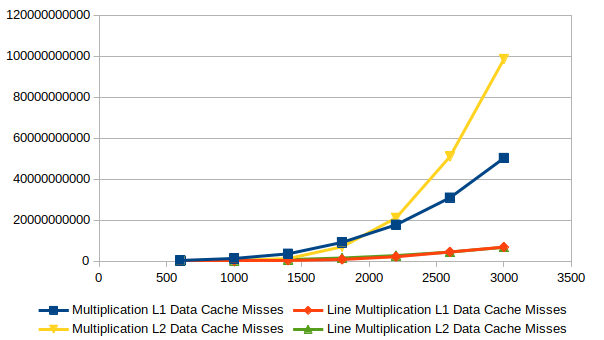 120000000000
100000000000
80000000000
60000000000
40000000000
20000000000
0
0 500 1000 1500 2000 2500 3000 3500
Multiplication L1 Data Cache Misses Line Multiplication L1 Data Cache Misses
Multiplication L2 Data Cache Misses Line Multiplication L2 Data Cache Misses